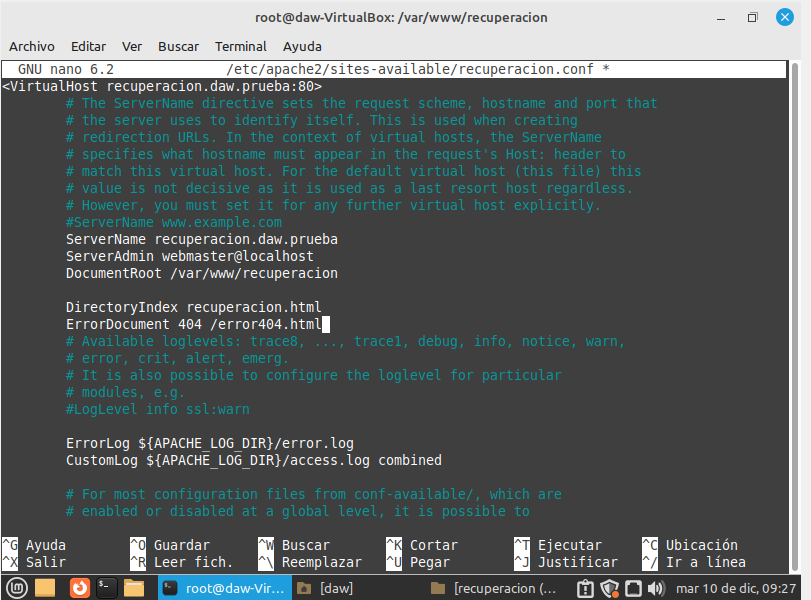 root@daw-VirtualBox: /var/www/recuperacion
Archivo Editar Ver Buscar Terminal Ayuda
GNU nano 6.2 /etc/apache2/sites-available/recuperacion.conf *
<VirtualHost recuperacion.daw.prueba:80>
# The ServerName directive sets the request scheme, hostname and port that
# the server uses to identify itself. This is used when creating
# redirection URLs. In the context of virtual hosts, the ServerName
# specifies what hostname must appear in the request's Host: header to
# match this virtual host. For the default virtual host (this file) this
# value is not decisive as it is used as a last resort host regardless.
# However, you must set it for any further virtual host explicitly.
#ServerName www.example.com
ServerName recuperacion.daw.prueba
ServerAdmin webmaster@localhost
DocumentRoot /var/www/recuperacion
DirectoryIndex recuperacion.html
ErrorDocument 404 /error404.html
# Available loglevels: trace8, ..., trace1, debug, info, notice, warn,
# error, crit, alert, emerg.
# It is also possible to configure the loglevel for particular
# modules, e.g.
#LogLevel info ssl:warn
ErrorLog ${APACHE_LOG_DIR}/error.log
CustomLog ${APACHE_LOG_DIR}/access.log combined
# For most configuration files from conf-available/, which are
# enabled or disabled at a global level, it is possible to
^G Ayuda ^O Guardar ^W Buscar ^K Cortar ^T Ejecutar ^C Ubicación
^X Salir ^R Leer fich. ^\ Reemplazar ^U Pegar ^J Justificar ^/ Ir a línea
root@daw-Vir... [daw] [recuperacion (... mar 10 de dic, 09:27